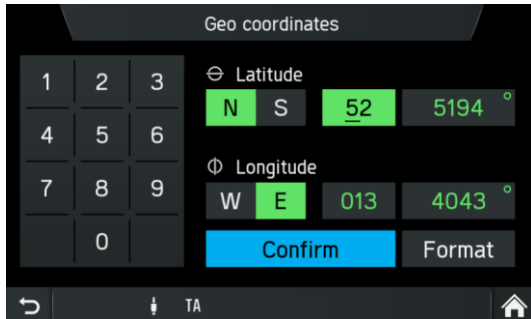 Geo coordinates
1 2 3
4 5 6
7 8 9
0
Latitude
N S 52 5194 °
Longitude
W E 013 4043 °
Confirm Format
TA